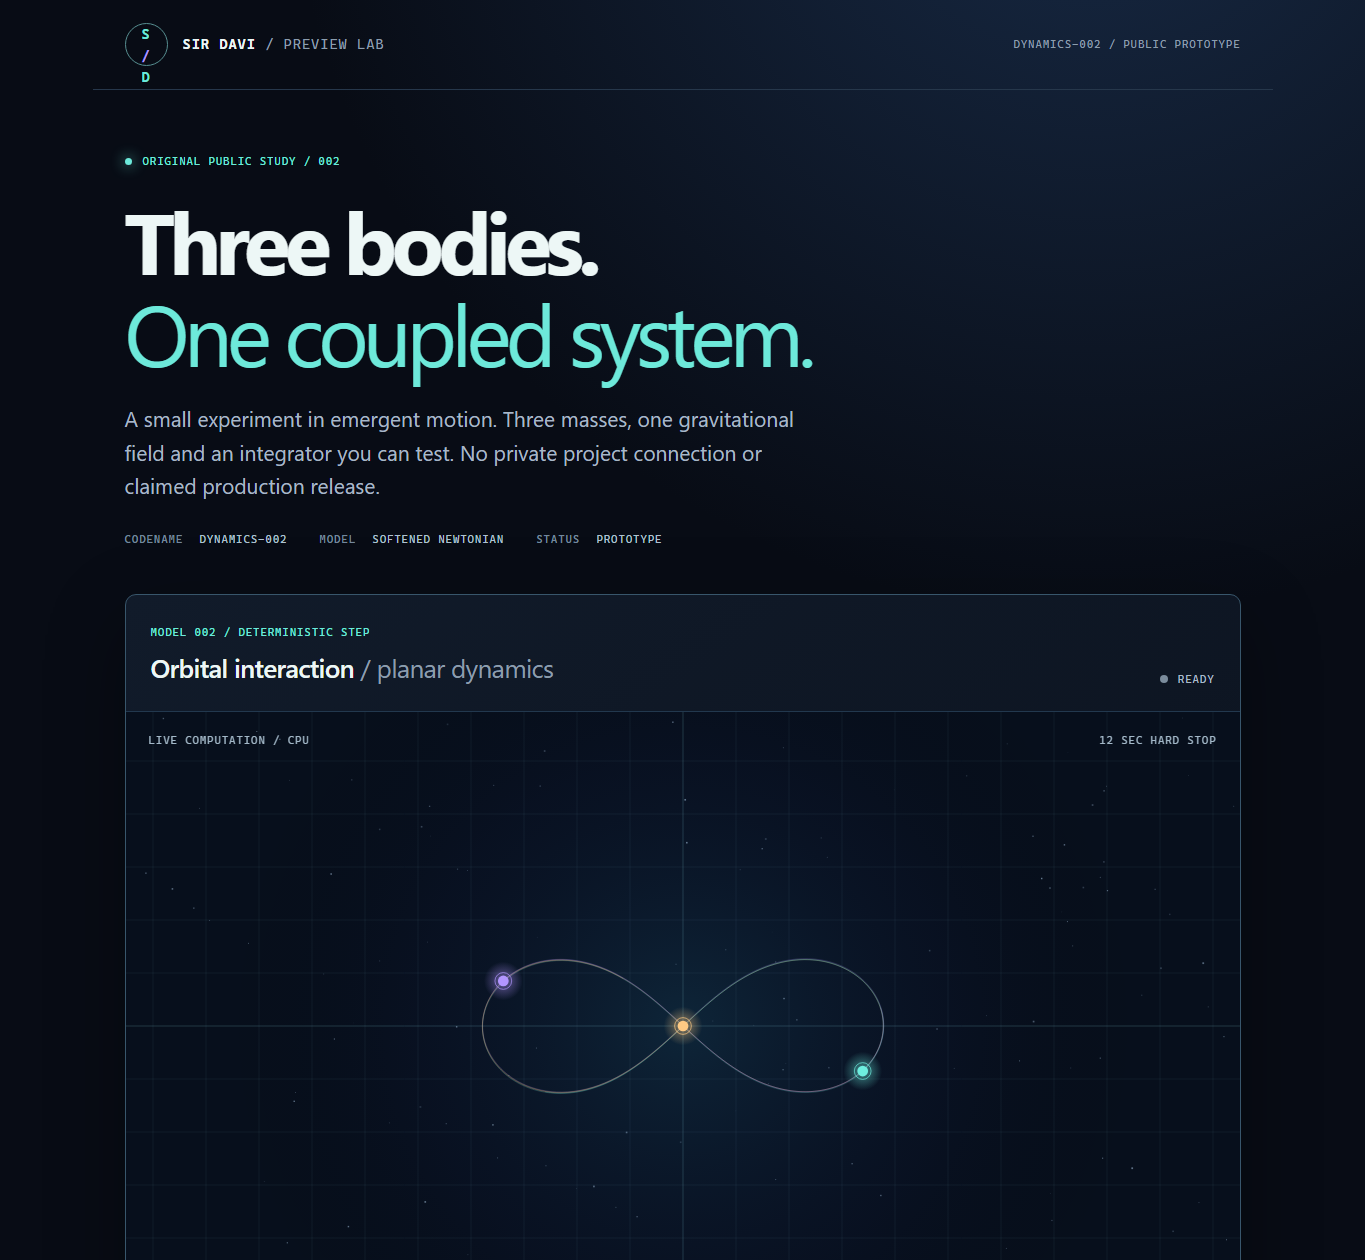 S
/
D
SIR DAVI / PREVIEW LAB
DYNAMICS-002 / PUBLIC PROTOTYPE
ORIGINAL PUBLIC STUDY / 002
Three bodies.
One coupled system.
A small experiment in emergent motion. Three masses, one gravitational
field and an integrator you can test. No private project connection or
claimed production release.
CODENAME DYNAMICS-002 MODEL SOFTENED NEWTONIAN STATUS PROTOTYPE
MODEL 002 / DETERMINISTIC STEP
Orbital interaction / planar dynamics
READY
LIVE COMPUTATION / CPU
12 SEC HARD STOP